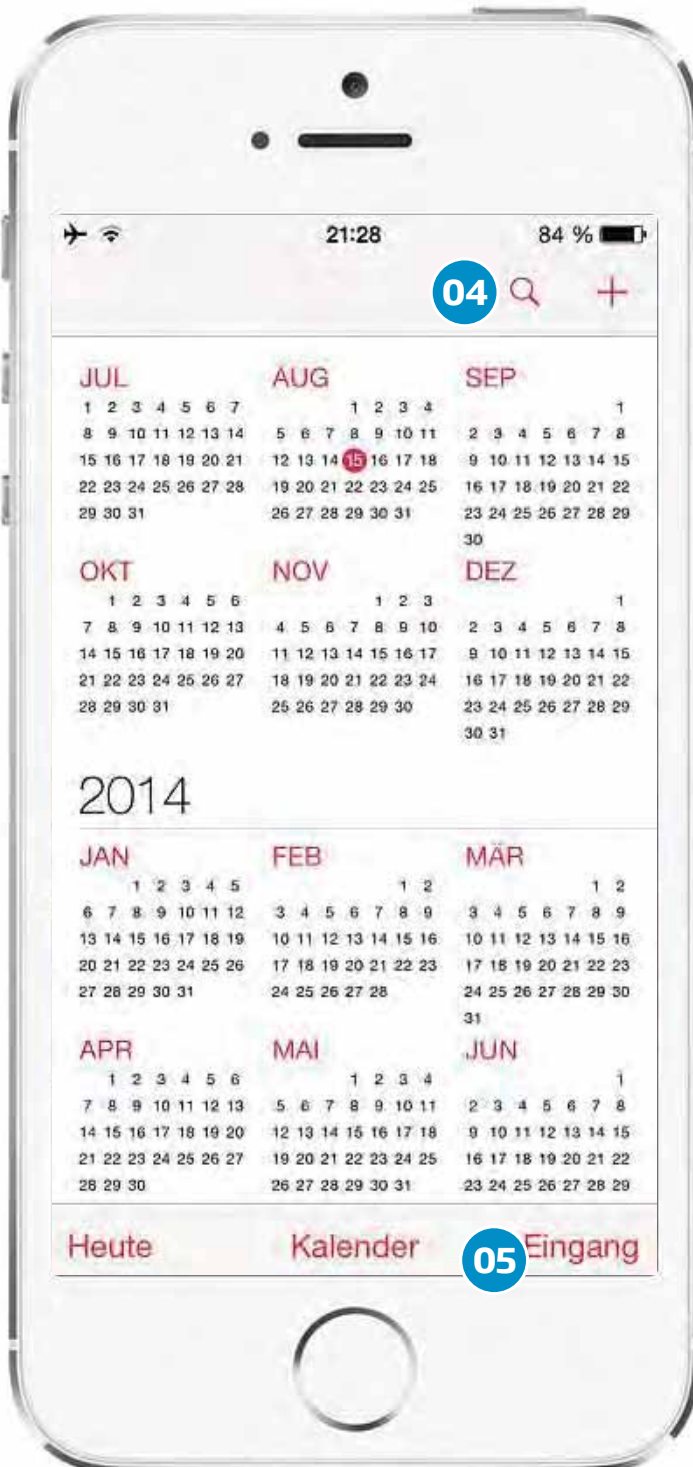 21:28 84 %
04
JUL AUG SEP
1 2 3 4 5 6 7 1 2 3 4 1
8 9 10 11 12 13 14 5 6 7 8 9 10 11 2 3 4 5 6 7 8
15 16 17 18 19 20 21 12 13 14 15 16 17 18 9 10 11 12 13 14 15
22 23 24 25 26 27 28 19 20 21 22 23 24 25 16 17 18 19 20 21 22
29 30 31 26 27 28 29 30 31 23 24 25 26 27 28 29
30
OKT NOV DEZ
1 2 3 4 5 6 1 2 3 1
7 8 9 10 11 12 13 4 5 6 7 8 9 10 2 3 4 5 6 7 8
14 15 16 17 18 19 20 11 12 13 14 15 16 17 9 10 11 12 13 14 15
21 22 23 24 25 26 27 18 19 20 21 22 23 24 16 17 18 19 20 21 22
28 29 30 31 25 26 27 28 29 30 23 24 25 26 27 28 29
30 31
2014
JAN FEB MÄR
1 2 3 4 5 1 2 1 2
6 7 8 9 10 11 12 3 4 5 6 7 8 9 3 4 5 6 7 8 9
13 14 15 16 17 18 19 10 11 12 13 14 15 16 10 11 12 13 14 15 16
20 21 22 23 24 25 26 17 18 19 20 21 22 23 17 18 19 20 21 22 23
27 28 29 30 31 24 25 26 27 28 24 25 26 27 28 29 30
31
APR MAI JUN
1 2 3 4 5 6 1 2 3 4 1
7 8 9 10 11 12 13 5 6 7 8 9 10 11 2 3 4 5 6 7 8
14 15 16 17 18 19 20 12 13 14 15 16 17 18 9 10 11 12 13 14 15
21 22 23 24 25 26 27 19 20 21 22 23 24 25 16 17 18 19 20 21 22
28 29 30 26 27 28 29 30 31 23 24 25 26 27 28 29
Heute Kalender 05 Eingang